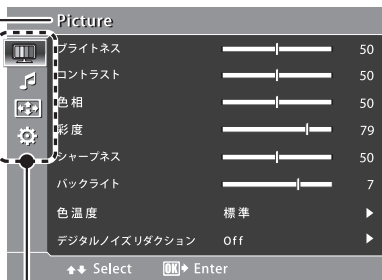 Picture
ブライトネス 50
コントラスト 50
色相 50
彩度 79
シャープネス 50
バックライト 7
色温度 標準
デジタルノイズリダクション Off
Select OK Enter